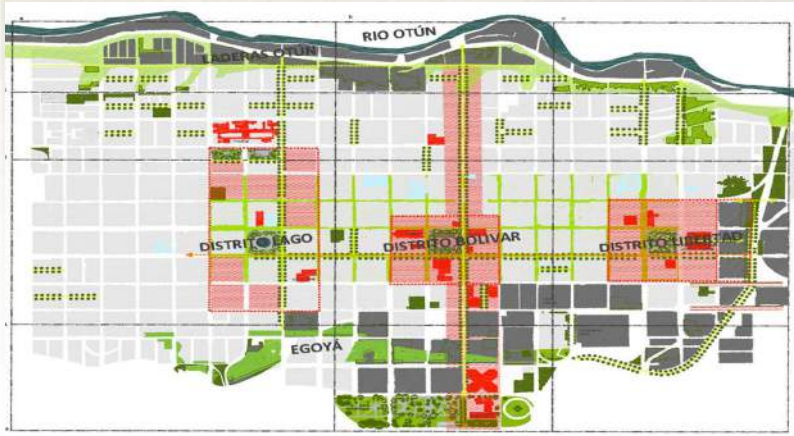 RIO OTÚN
LADERAS OTÚN
DISTRITO LAGO
DISTRITO BOLIVAR
DISTRITO LIBERTAD
EGOYÁ